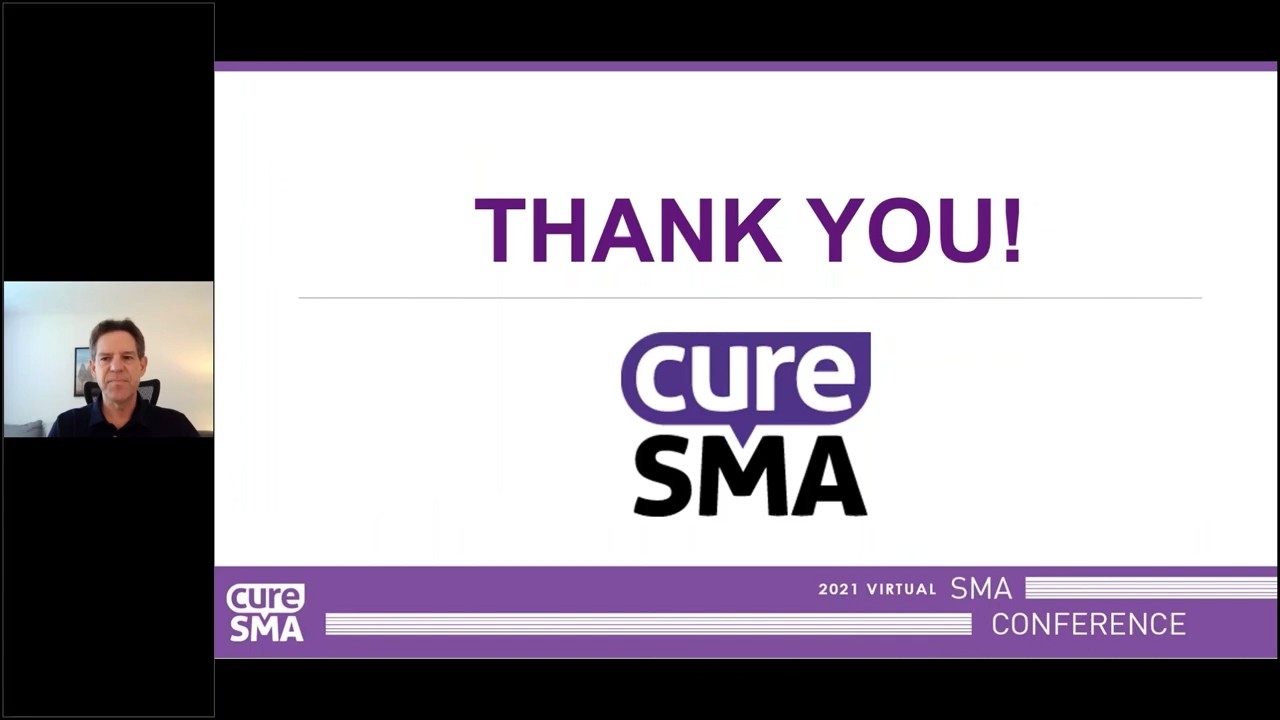 THANK YOU!
cure
SMA
cure
SMA
2021 VIRTUAL SMA
CONFERENCE